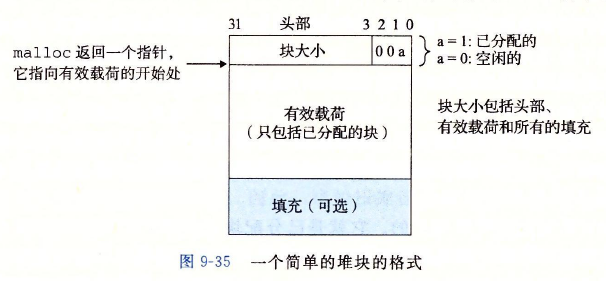 31 头部 3 2 1 0
块大小 0 0 a
a = 1: 已分配的
a = 0: 空闲的
malloc 返回一个指针，
它指向有效载荷的开始处
有效载荷
（只包括已分配的块）
块大小包括头部、
有效载荷和所有的填充
填充（可选）
图 9-35 一个简单的堆块的格式